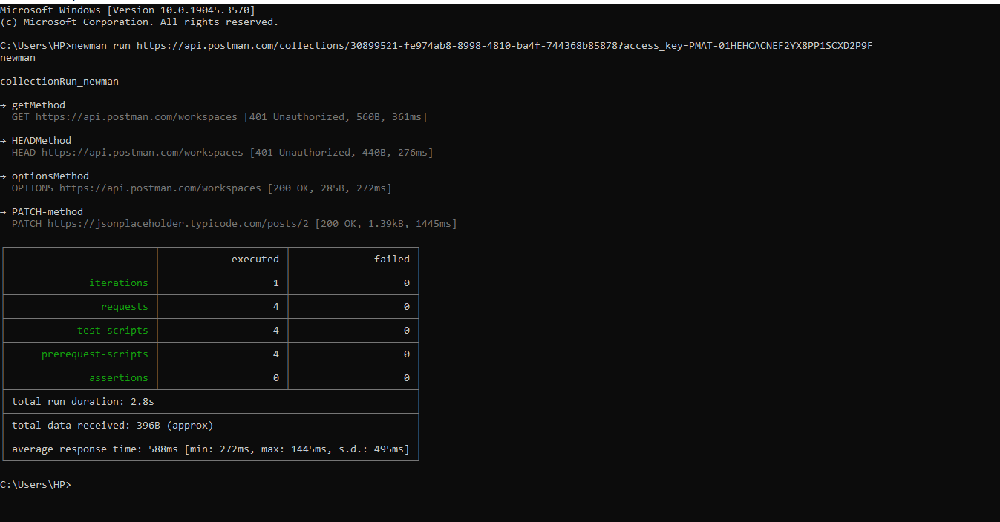 Microsoft Windows [Version 10.0.19045.3570]
(c) Microsoft Corporation. All rights reserved.
C:\Users\HP>newman run https://api.postman.com/collections/30899521-fe974ab8-8998-4810-ba4f-744368b85878?access_key=PMAT-01HEHCACNEF2YX8PP1SCXD2P9F
newman
collectionRun_newman
→ getMethod
GET https://api.postman.com/workspaces [401 Unauthorized, 560B, 361ms]
→ HEADMethod
HEAD https://api.postman.com/workspaces [401 Unauthorized, 440B, 276ms]
→ optionsMethod
OPTIONS https://api.postman.com/workspaces [200 OK, 285B, 272ms]
→ PATCH-method
PATCH https://jsonplaceholder.typicode.com/posts/2 [200 OK, 1.39kB, 1445ms]
executed failed
iterations 1 0
requests 4 0
test-scripts 4 0
prerequest-scripts 4 0
assertions 0 0
total run duration: 2.8s
total data received: 396B (approx)
average response time: 588ms [min: 272ms, max: 1445ms, s.d.: 495ms]
C:\Users\HP>